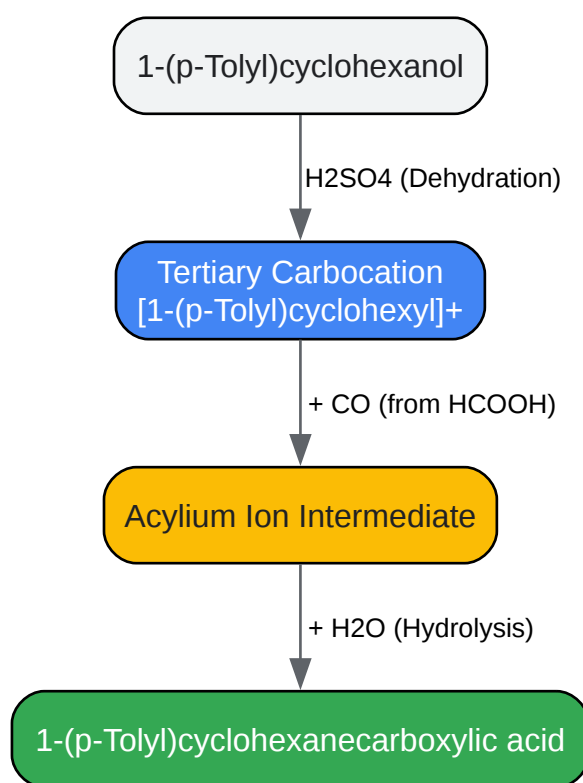 1-(p-Tolyl)cyclohexanol
H2SO4 (Dehydration)
Tertiary Carbocation
[1-(p-Tolyl)cyclohexyl]+
+ CO (from HCOOH)
Acylium Ion Intermediate
+ H2O (Hydrolysis)
1-(p-Tolyl)cyclohexanecarboxylic acid